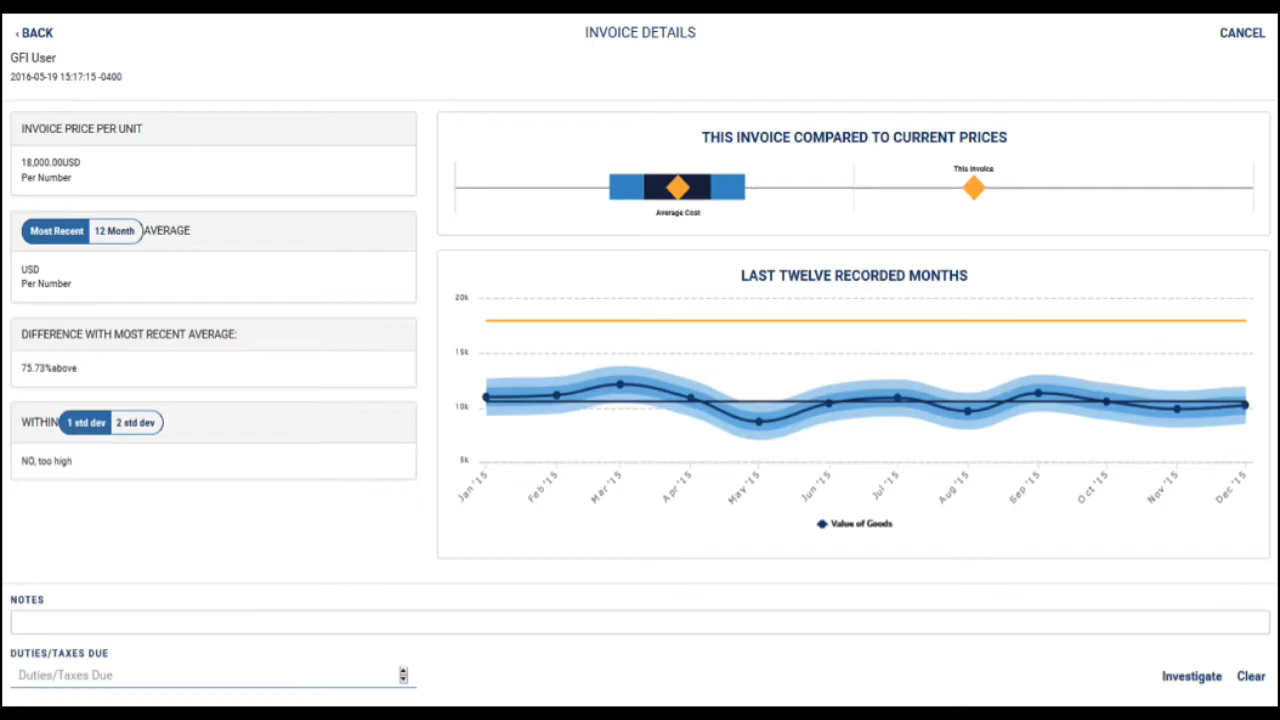 ‹ BACK
INVOICE DETAILS
CANCEL
GFI User
2016-05-19 15:17:15 -0400
INVOICE PRICE PER UNIT
18,000.00USD
Per Number
Most Recent 12 Month AVERAGE
USD
Per Number
DIFFERENCE WITH MOST RECENT AVERAGE:
75.73%above
WITHIN 1 std dev 2 std dev
NO, too high
THIS INVOICE COMPARED TO CURRENT PRICES
This Invoice
Average Cost
LAST TWELVE RECORDED MONTHS
20k
15k
10k
5k
Jan '15 Feb '15 Mar '15 Apr '15 May '15 Jun '15 Jul '15 Aug '15 Sep '15 Oct '15 Nov '15 Dec '15
Value of Goods
NOTES
DUTIES/TAXES DUE
Duties/Taxes Due
Investigate Clear